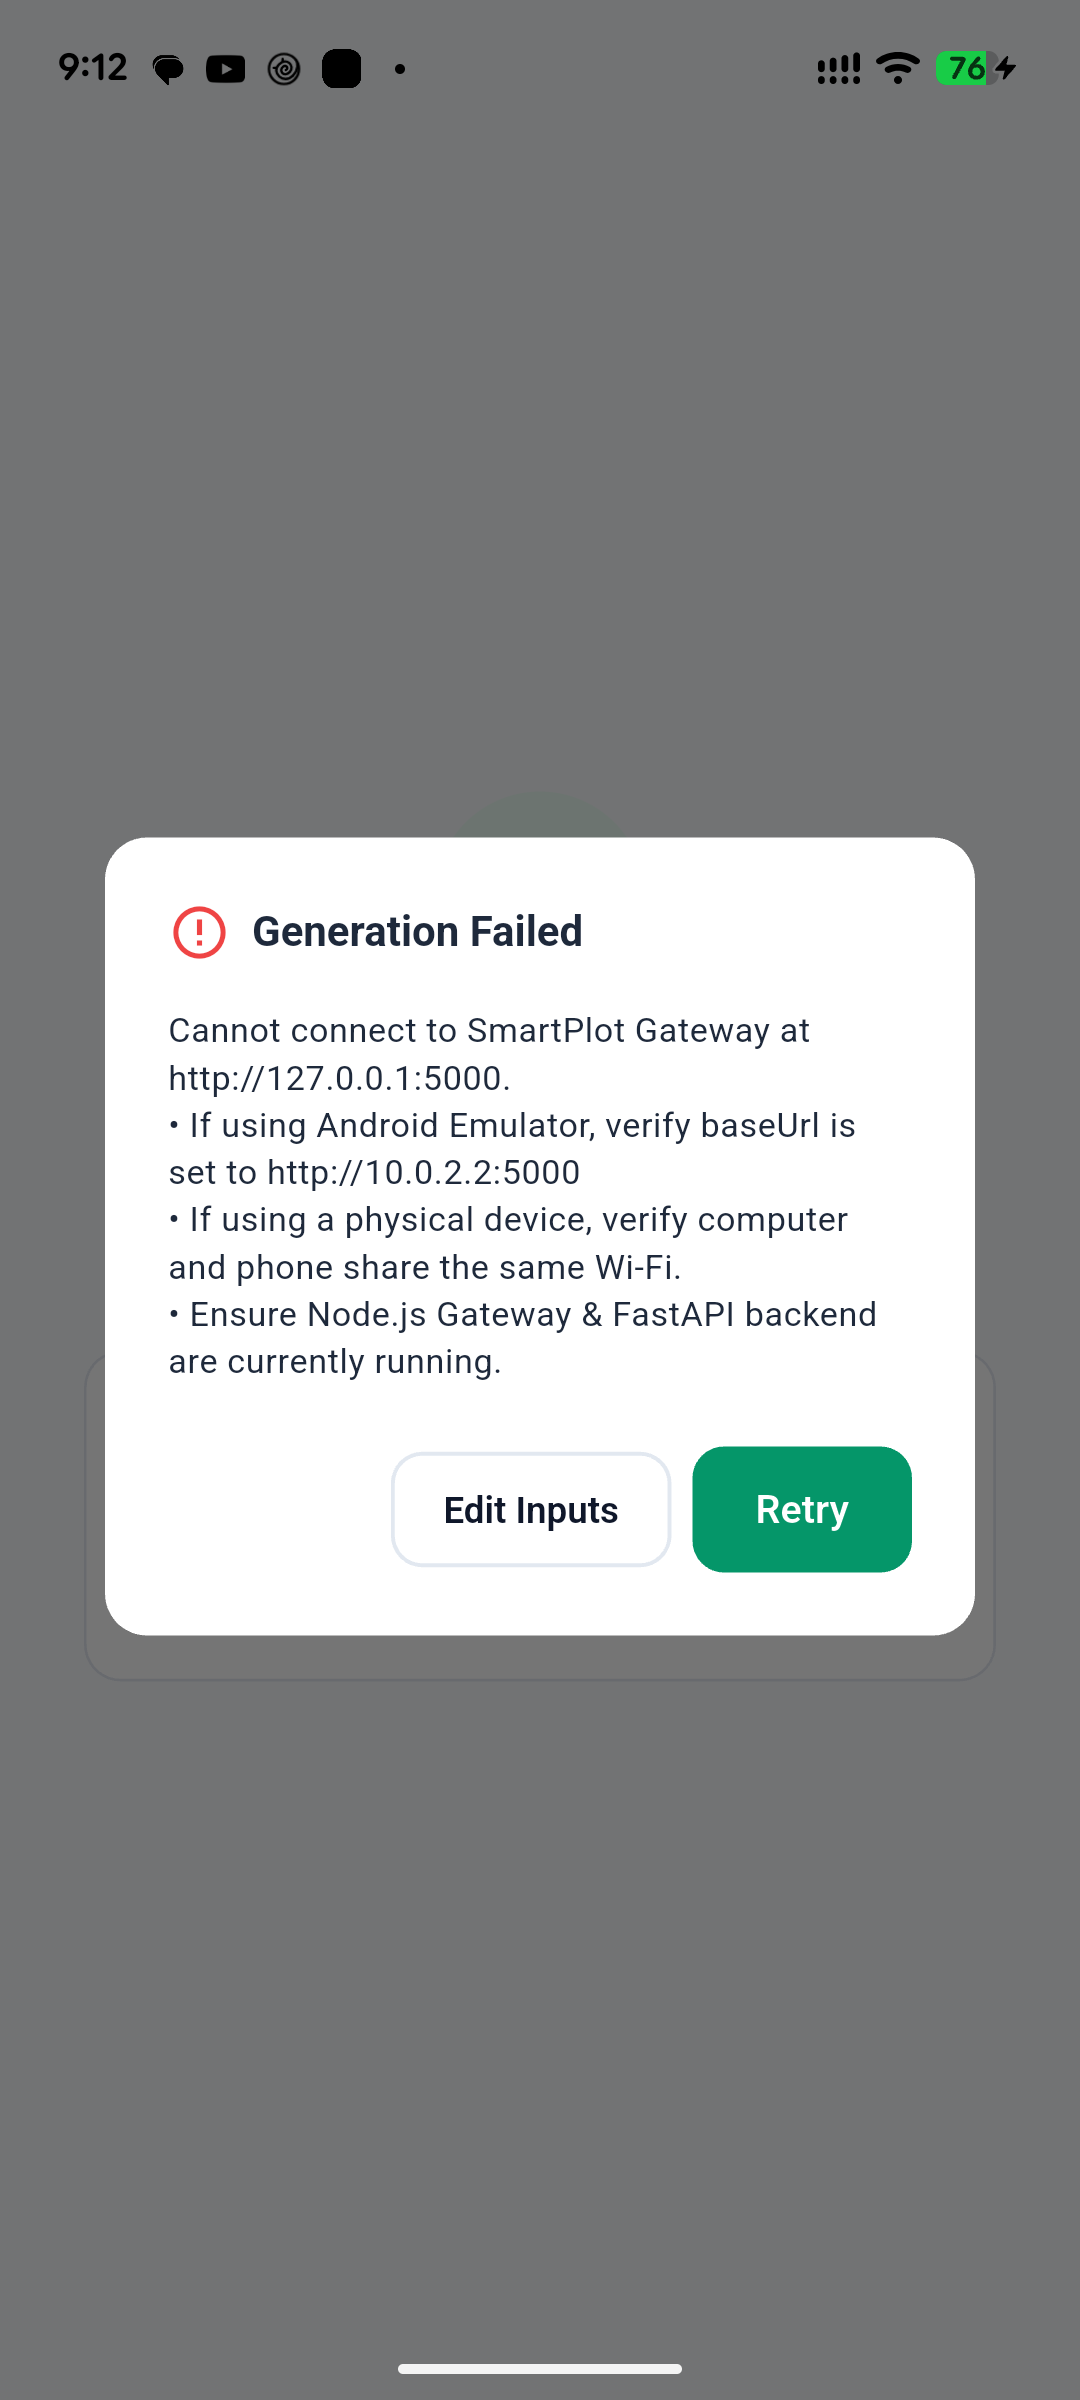 9:12
76
Generation Failed
Cannot connect to SmartPlot Gateway at
http://127.0.0.1:5000.
• If using Android Emulator, verify baseUrl is
set to http://10.0.2.2:5000
• If using a physical device, verify computer
and phone share the same Wi-Fi.
• Ensure Node.js Gateway & FastAPI backend
are currently running.
Edit Inputs
Retry